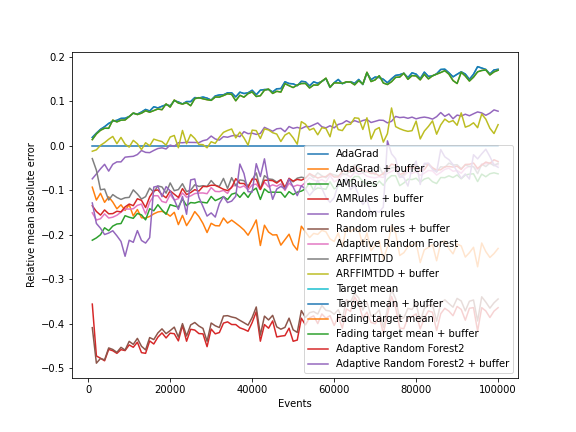 0.2
0.1
0.0
−0.1
−0.2
−0.3
−0.4
−0.5
Relative mean absolute error
0
20000
40000
60000
80000
100000
Events
AdaGrad
AdaGrad + buffer
AMRules
AMRules + buffer
Random rules
Random rules + buffer
Adaptive Random Forest
ARFFIMTDD
ARFFIMTDD + buffer
Target mean
Target mean + buffer
Fading target mean
Fading target mean + buffer
Adaptive Random Forest2
Adaptive Random Forest2 + buffer